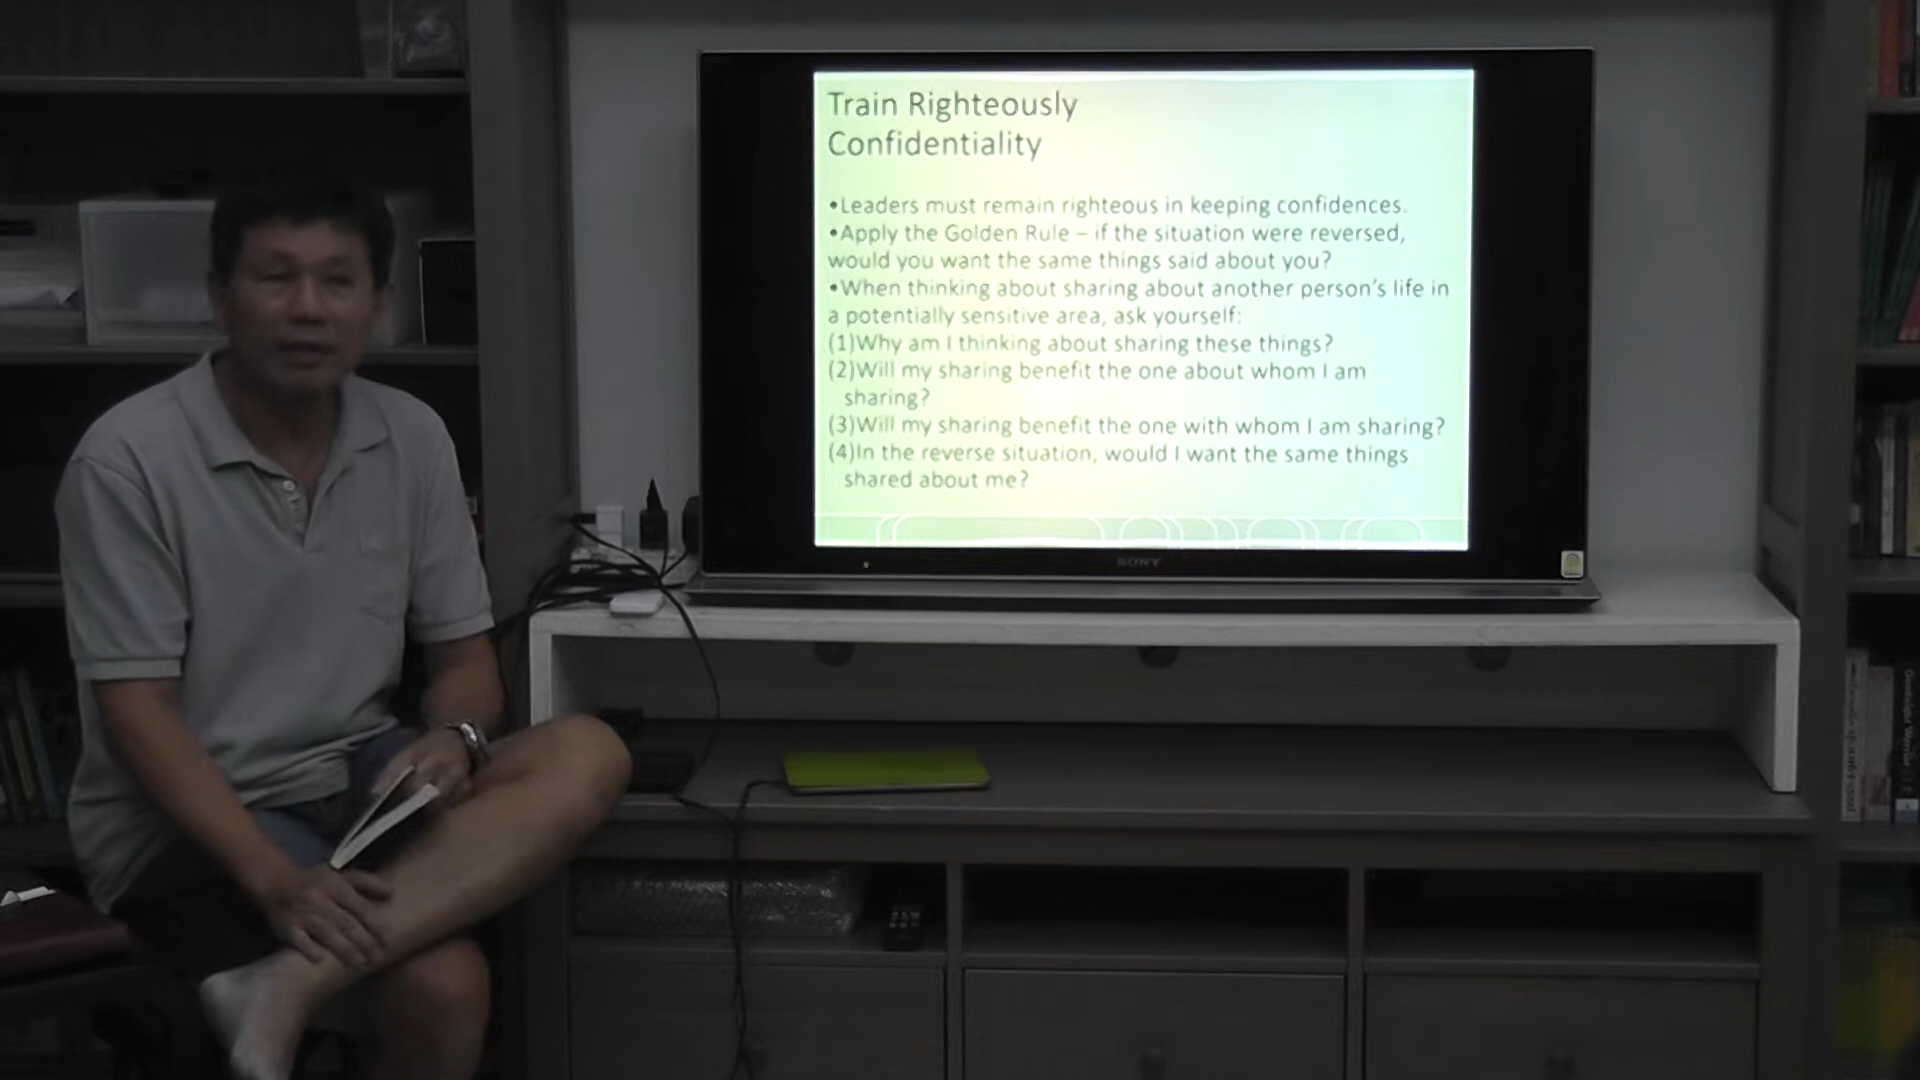 Train Righteously
Confidentiality
•Leaders must remain righteous in keeping confidences.
•Apply the Golden Rule – if the situation were reversed,
would you want the same things said about you?
•When thinking about sharing about another person's life in
a potentially sensitive area, ask yourself:
(1)Why am I thinking about sharing these things?
(2)Will my sharing benefit the one about whom I am
sharing?
(3)Will my sharing benefit the one with whom I am sharing?
(4)In the reverse situation, would I want the same things
shared about me?
SONY